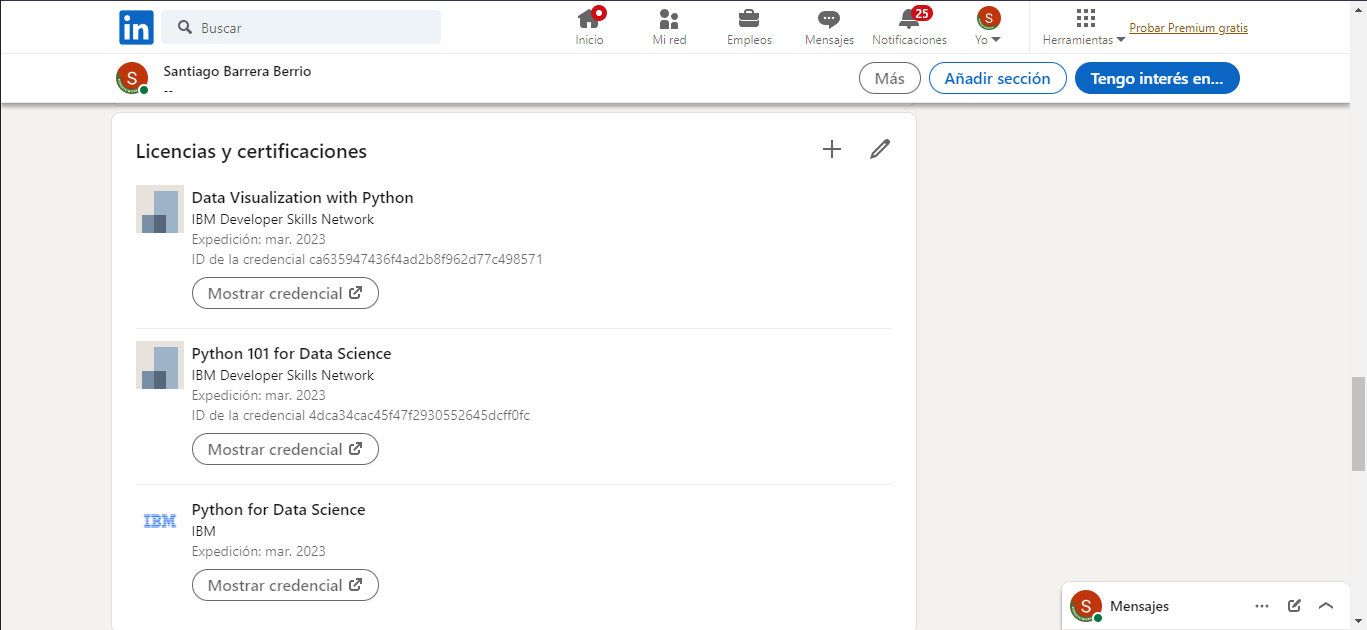 in
Buscar
Inicio
Mi red
Empleos
Mensajes
25
Notificaciones
S
Yo
Herramientas
Probar Premium gratis
S
Santiago Barrera Berrio
--
Más
Añadir sección
Tengo interés en...
Licencias y certificaciones
Data Visualization with Python
IBM Developer Skills Network
Expedición: mar. 2023
ID de la credencial ca635947436f4ad2b8f962d77c498571
Mostrar credencial
Python 101 for Data Science
IBM Developer Skills Network
Expedición: mar. 2023
ID de la credencial 4dca34cac45f47f2930552645dcff0fc
Mostrar credencial
IBM
Python for Data Science
IBM
Expedición: mar. 2023
Mostrar credencial
S
Mensajes